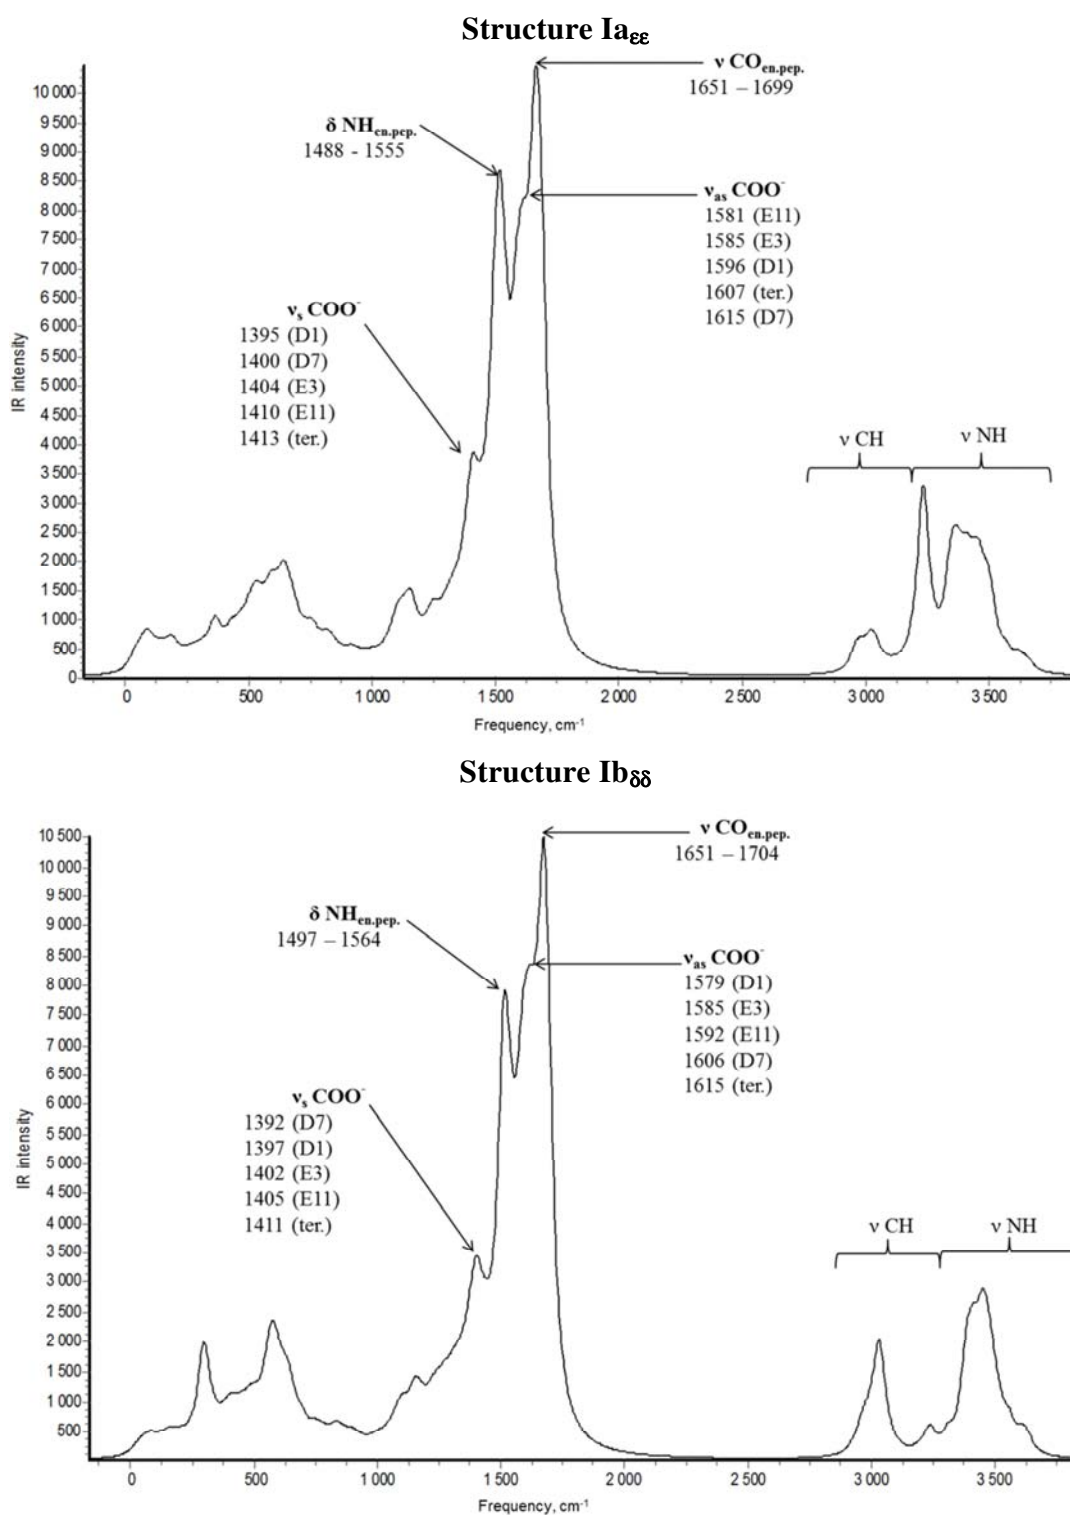 Structure Iaεε
ν COen.pep.
1651 – 1699
δ NHen.pep.
1488 - 1555
νas COO-
1581 (E11)
1585 (E3)
1596 (D1)
1607 (ter.)
1615 (D7)
νs COO-
1395 (D1)
1400 (D7)
1404 (E3)
1410 (E11)
1413 (ter.)
ν CH
ν NH
10 000
9 500
9 000
8 500
8 000
7 500
7 000
6 500
6 000
5 500
5 000
4 500
4 000
3 500
3 000
2 500
2 000
1 500
1 000
500
0
IR intensity
0 500 1 000 1 500 2 000 2 500 3 000 3 500
Frequency, cm-1
Structure Ibδδ
ν COen.pep.
1651 – 1704
δ NHen.pep.
1497 – 1564
νas COO-
1579 (D1)
1585 (E3)
1592 (E11)
1606 (D7)
1615 (ter.)
νs COO-
1392 (D7)
1397 (D1)
1402 (E3)
1405 (E11)
1411 (ter.)
ν CH
ν NH
10 500
10 000
9 500
9 000
8 500
8 000
7 500
7 000
6 500
6 000
5 500
5 000
4 500
4 000
3 500
3 000
2 500
2 000
1 500
1 000
500
IR intensity
0 500 1 000 1 500 2 000 2 500 3 000 3 500
Frequency, cm-1